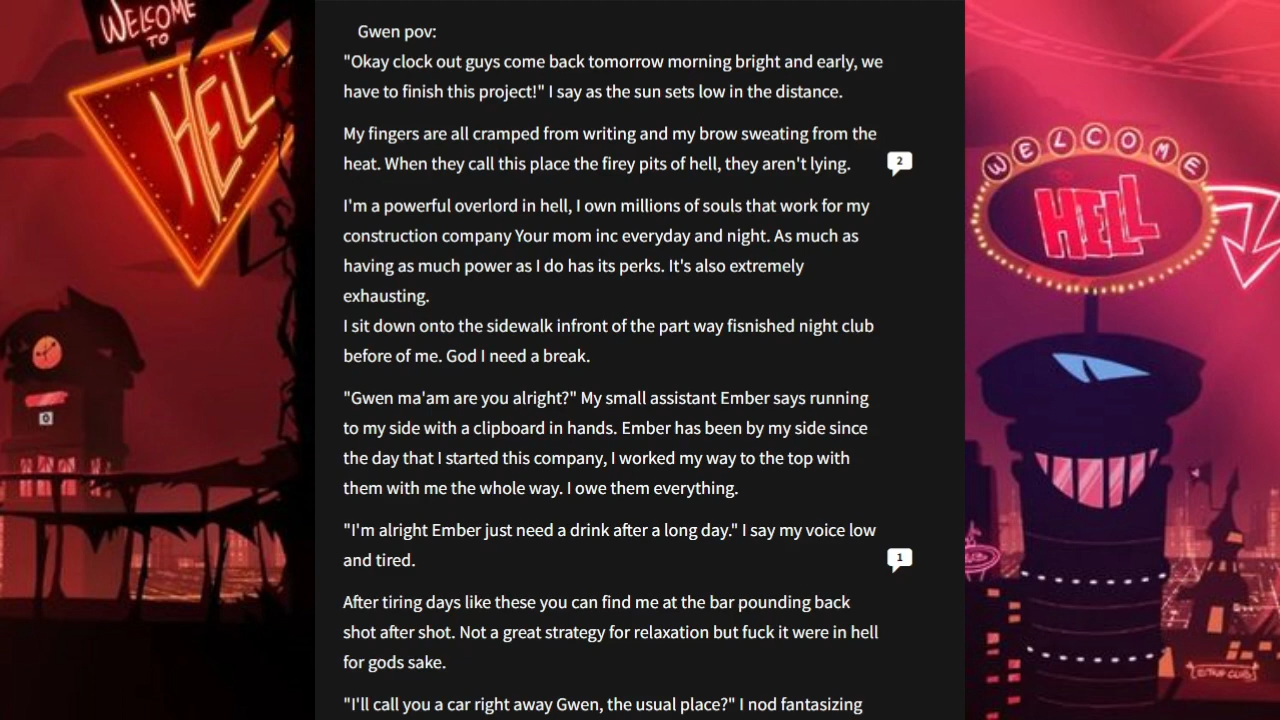 WELCOME
TO
HELL
Gwen pov:
"Okay clock out guys come back tomorrow morning bright and early, we
have to finish this project!" I say as the sun sets low in the distance.
My fingers are all cramped from writing and my brow sweating from the
heat. When they call this place the firey pits of hell, they aren't lying.
2
I'm a powerful overlord in hell, I own millions of souls that work for my
construction company Your mom inc everyday and night. As much as
having as much power as I do has its perks. It's also extremely
exhausting.
I sit down onto the sidewalk infront of the part way fisnished night club
before of me. God I need a break.
"Gwen ma'am are you alright?" My small assistant Ember says running
to my side with a clipboard in hands. Ember has been by my side since
the day that I started this company, I worked my way to the top with
them with me the whole way. I owe them everything.
"I'm alright Ember just need a drink after a long day." I say my voice low
and tired.
1
After tiring days like these you can find me at the bar pounding back
shot after shot. Not a great strategy for relaxation but fuck it were in hell
for gods sake.
"I'll call you a car right away Gwen, the usual place?" I nod fantasizing
WELCOME
TO
HELL